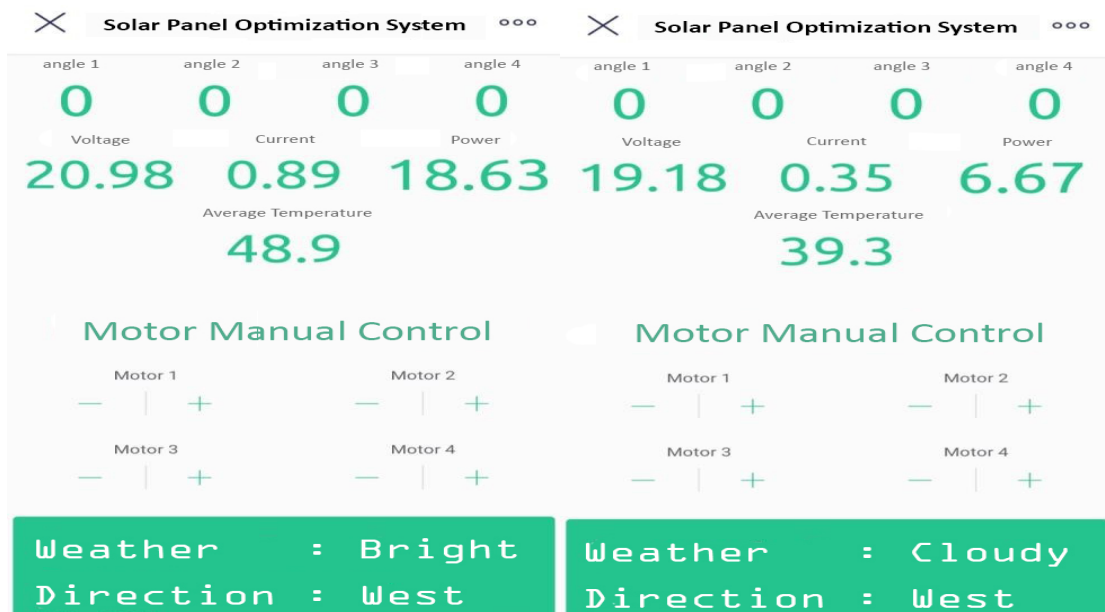 Solar Panel Optimization System
angle 1 angle 2 angle 3 angle 4
0 0 0 0
Voltage Current Power
20.98 0.89 18.63
Average Temperature
48.9
Motor Manual Control
Motor 1 Motor 2
− + − +
Motor 3 Motor 4
− + − +
Weather : Bright
Direction : West
Solar Panel Optimization System
angle 1 angle 2 angle 3 angle 4
0 0 0 0
Voltage Current Power
19.18 0.35 6.67
Average Temperature
39.3
Motor Manual Control
Motor 1 Motor 2
− + − +
Motor 3 Motor 4
− + − +
Weather : Cloudy
Direction : West